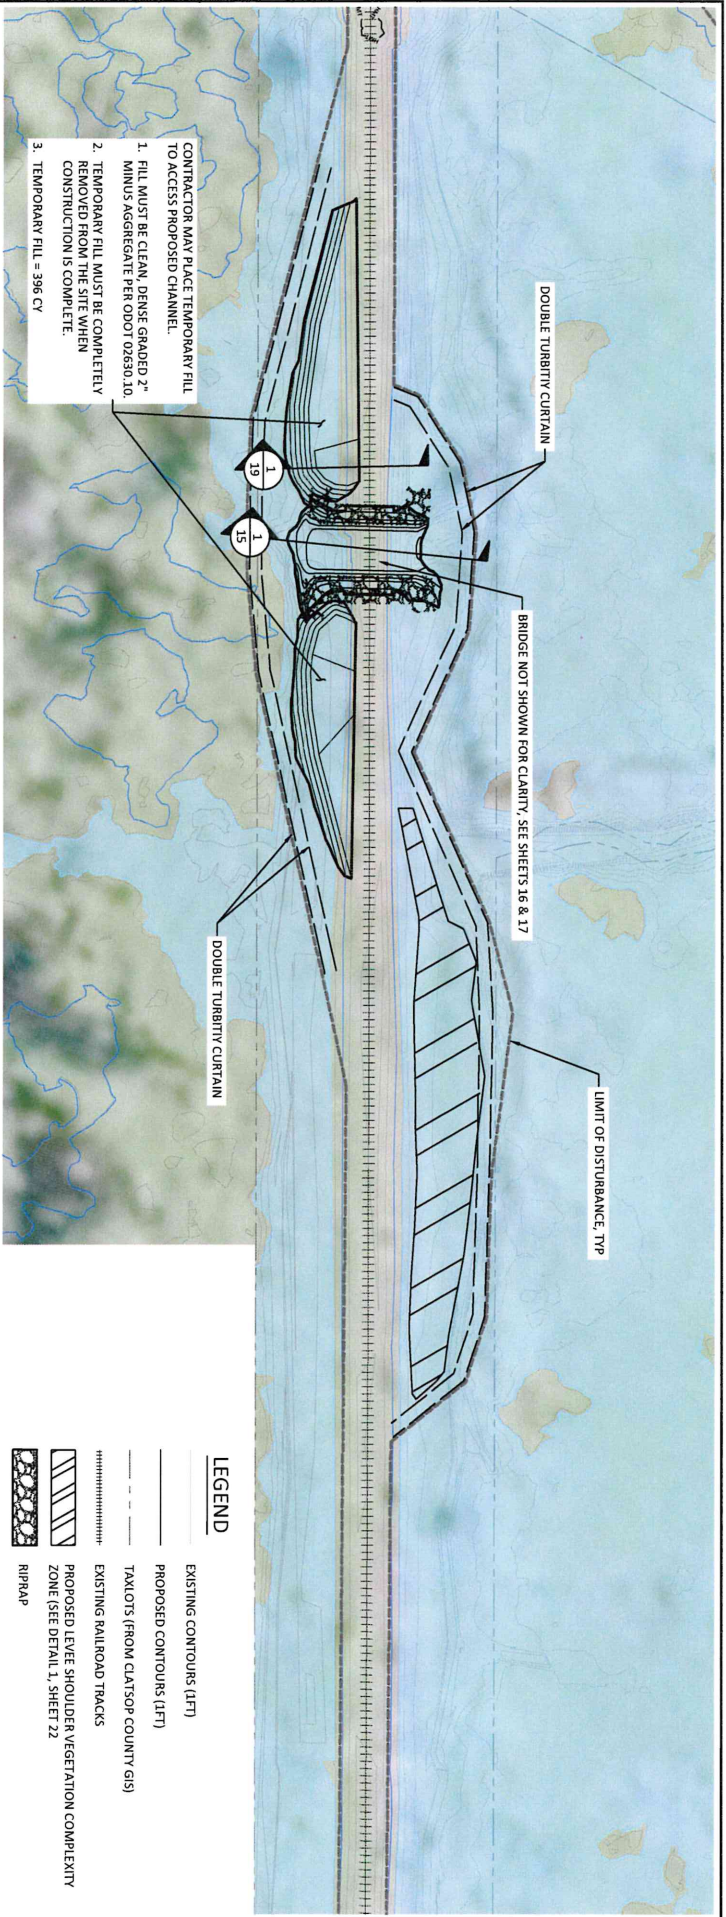 CONTRACTOR MAY PLACE TEMPORARY FILL
TO ACCESS PROPOSED CHANNEL.
1. FILL MUST BE CLEAN, DENSE GRADED 2"
MINUS AGGREGATE PER ODOT 02630.10.
2. TEMPORARY FILL MUST BE COMPLETELY
REMOVED FROM THE SITE WHEN
CONSTRUCTION IS COMPLETE.
3. TEMPORARY FILL = 396 CY
DOUBLE TURBITIY CURTAIN
1
19
1
15
BRIDGE NOT SHOWN FOR CLARITY, SEE SHEETS 16 & 17
DOUBLE TURBITIY CURTAIN
LIMIT OF DISTURBANCE, TYP
LEGEND
EXISTING CONTOURS (1FT)
PROPOSED CONTOURS (1FT)
TAXLOTS (FROM CLATSOP COUNTY GIS)
EXISTING RAILROAD TRACKS
PROPOSED LEVEE SHOULDER VEGETATION COMPLEXITY
ZONE (SEE DETAIL 1, SHEET 22
RIPRAP